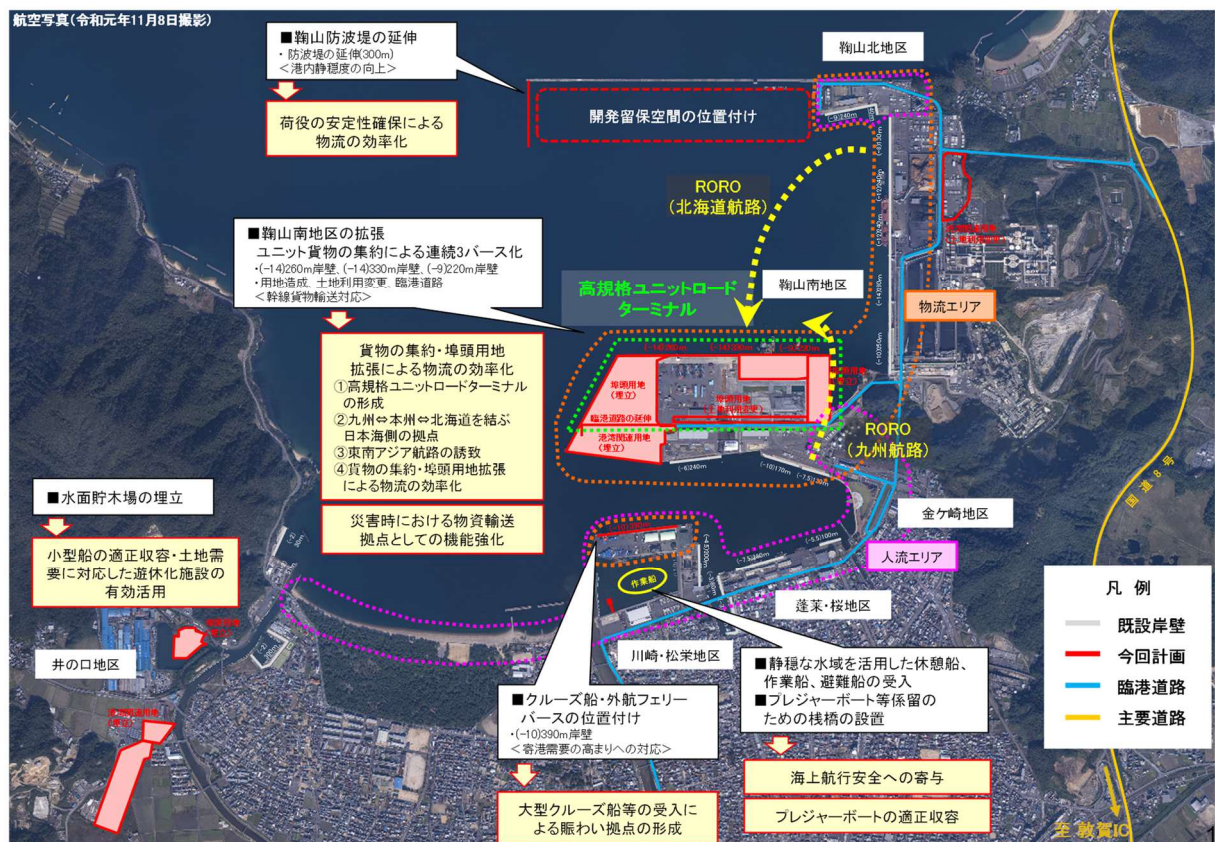 航空写真(令和元年11月8日撮影)
■鞠山防波堤の延伸
・防波堤の延伸(300m)
＜港内静穏度の向上＞
荷役の安定性確保による
物流の効率化
開発留保空間の位置付け
鞠山北地区
(-9)240m
RORO
(北海道航路)
■鞠山南地区の拡張
ユニット貨物の集約による連続3バース化
・(-14)260m岸壁、(-14)330m岸壁、(-9)220m岸壁
・用地造成、土地利用変更、臨港道路
＜幹線貨物輸送対応＞
貨物の集約・埠頭用地
拡張による物流の効率化
①高規格ユニットロードターミナル
の形成
②九州⇔本州⇔北海道を結ぶ
日本海側の拠点
③東南アジア航路の誘致
④貨物の集約・埠頭用地拡張
による物流の効率化
災害時における物資輸送
拠点としての機能強化
高規格ユニットロード
ターミナル
鞠山南地区
物流エリア
埠頭用地
(埋立)
埠頭用地
(土地利用変更)
臨港道路の延伸
港湾関連用地
(埋立)
RORO
(九州航路)
(-10)170m
(-7.5)130m
国道8号
金ケ崎地区
人流エリア
(-5.5)100m
蓬莱・桜地区
作業船
川崎・松栄地区
■水面貯木場の埋立
小型船の適正収容・土地需
要に対応した遊休化施設の
有効活用
井の口地区
■クルーズ船・外航フェリー
バースの位置付け
・(-10)390m岸壁
＜寄港需要の高まりへの対応＞
大型クルーズ船等の受入に
よる賑わい拠点の形成
■静穏な水域を活用した休憩船、
作業船、避難船の受入
■プレジャーボート等係留の
ための桟橋の設置
海上航行安全への寄与
プレジャーボートの適正収容
凡 例
既設岸壁
今回計画
臨港道路
主要道路
至 敦賀IC
1